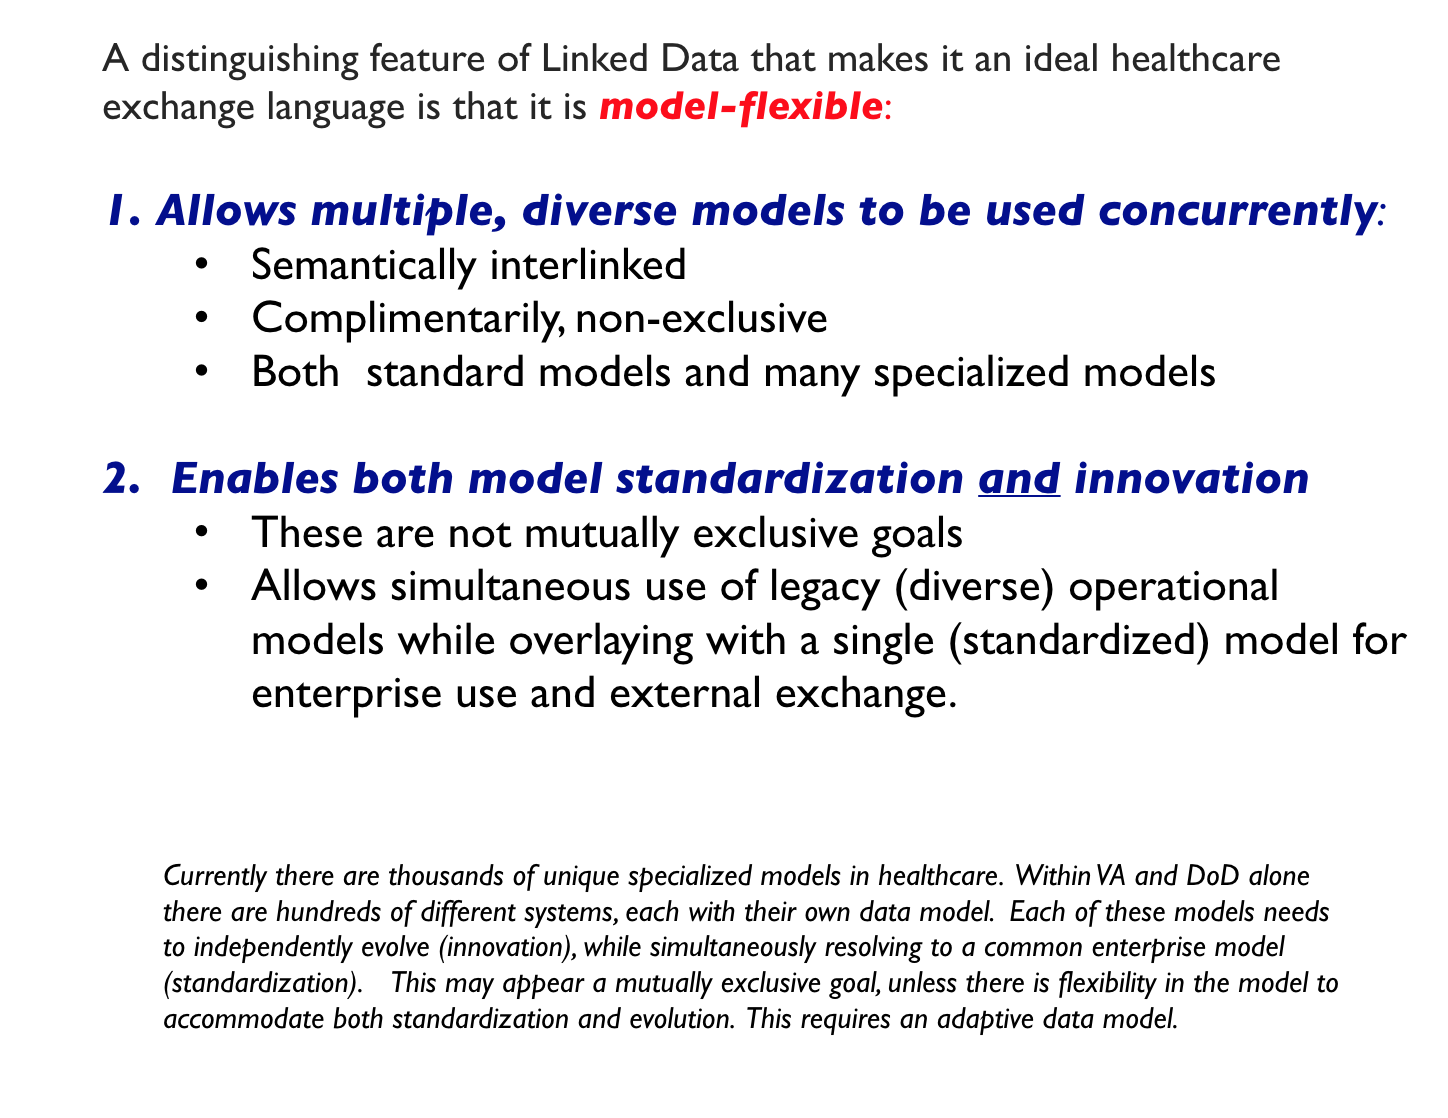 A distinguishing feature of Linked Data that makes it an ideal healthcare
exchange language is that it is model-flexible:
1. Allows multiple, diverse models to be used concurrently:
• Semantically interlinked
• Complimentarily, non-exclusive
• Both  standard models and many specialized models
2. Enables both model standardization and innovation
• These are not mutually exclusive goals
• Allows simultaneous use of legacy (diverse) operational
models while overlaying with a single (standardized) model for
enterprise use and external exchange.
Currently there are thousands of unique specialized models in healthcare. Within VA and DoD alone
there are hundreds of different systems, each with their own data model.  Each of these models needs
to independently evolve (innovation), while simultaneously resolving to a common enterprise model
(standardization).   This may appear a mutually exclusive goal, unless there is flexibility in the model to
accommodate both standardization and evolution. This requires an adaptive data model.